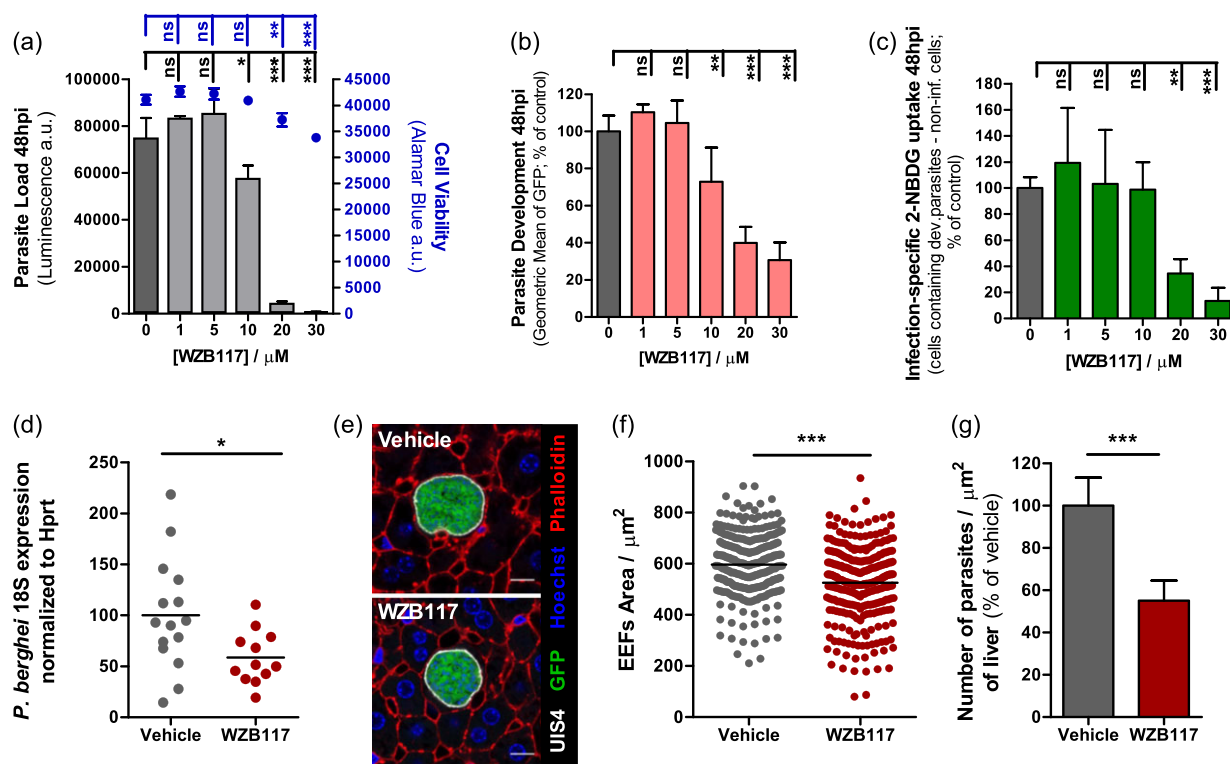 (a)
ns
ns
ns
**
***
ns
ns
*
***
***
Parasite Load 48hpi
(Luminescence a.u.)
100000
80000
60000
40000
20000
0
45000
40000
35000
30000
25000
20000
15000
10000
5000
0
Cell Viability
(Alamar Blue a.u.)
0 1 5 10 20 30
[WZB117] / μM
(b)
ns
ns
**
***
***
Parasite Development 48hpi
(Geometric Mean of GFP; % of control)
120
100
80
60
40
20
0
0 1 5 10 20 30
[WZB117] / μM
(c)
ns
ns
ns
**
***
Infection-specific 2-NBDG uptake 48hpi
(cells containing dev.parasites - non-inf. cells;
% of control)
180
160
140
120
100
80
60
40
20
0
0 1 5 10 20 30
[WZB117] / μM
(d)
*
P. berghei 18S expression
normalized to Hprt
250
200
150
100
50
0
Vehicle WZB117
(e)
Vehicle
WZB117
UIS4 GFP Hoechst Phalloidin
(f)
***
EEFs Area / μm²
1000
800
600
400
200
0
Vehicle WZB117
(g)
***
Number of parasites / μm²
of liver (% of vehicle)
120
100
80
60
40
20
0
Vehicle WZB117